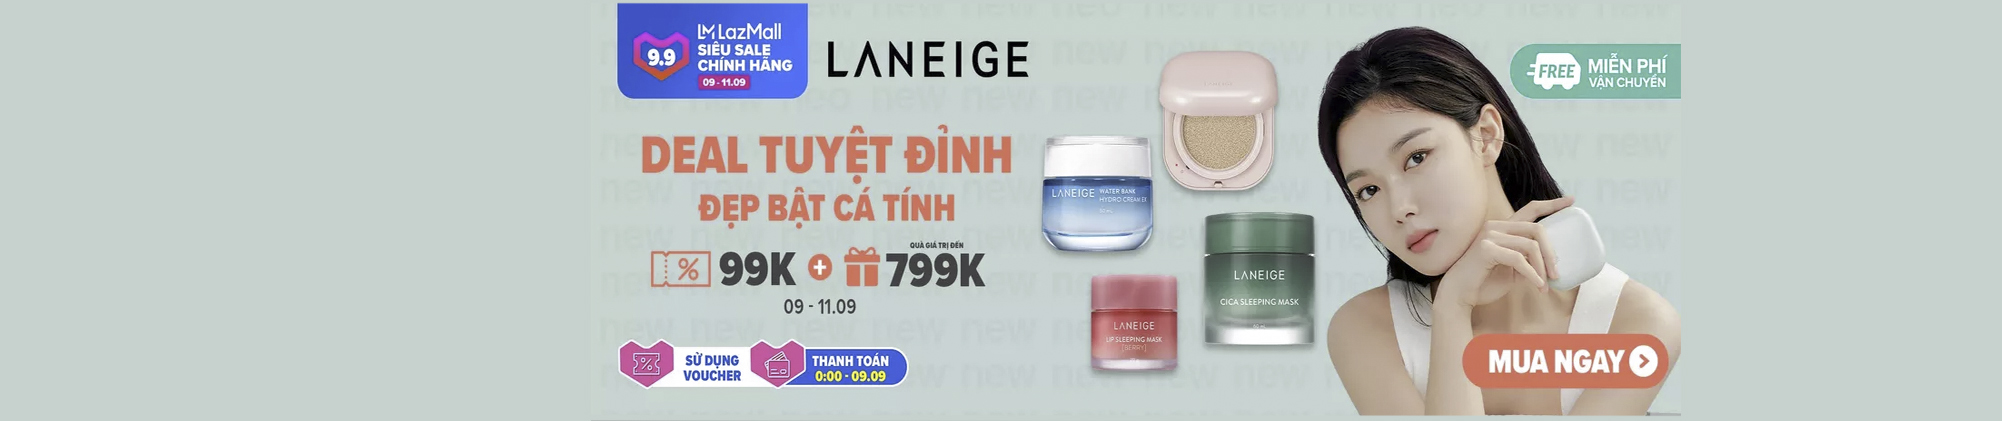 9.9
LazMall
SIÊU SALE
CHÍNH HÃNG
09 - 11.09
LANEIGE
FREE
MIỄN PHÍ
VẬN CHUYỂN
DEAL TUYỆT ĐỈNH
ĐẸP BẬT CÁ TÍNH
QUÀ GIÁ TRỊ ĐẾN
% 99K + 799K
09 - 11.09
SỬ DỤNG
VOUCHER
THANH TOÁN
0:00 - 09.09
LANEIGE WATER BANK
HYDRO CREAM EX
LANEIGE
CICA SLEEPING MASK
LANEIGE
LIP SLEEPING MASK
[BERRY]
MUA NGAY